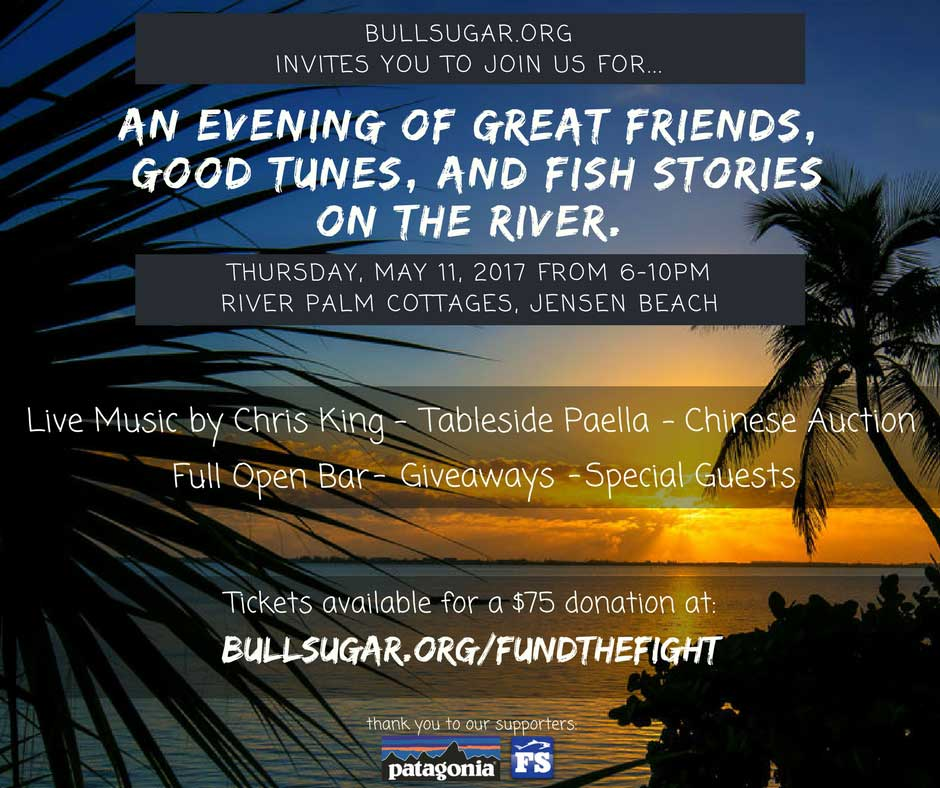 BULLSUGAR.ORG
INVITES YOU TO JOIN US FOR...
AN EVENING OF GREAT FRIENDS,
GOOD TUNES, AND FISH STORIES
ON THE RIVER.
THURSDAY, MAY 11, 2017 FROM 6-10PM
RIVER PALM COTTAGES, JENSEN BEACH
Live Music by Chris King - Tableside Paella - Chinese Auction
Full Open Bar - Giveaways - Special Guests
Tickets available for a $75 donation at:
BULLSUGAR.ORG/FUNDTHEFIGHT
thank you to our supporters:
patagonia FS